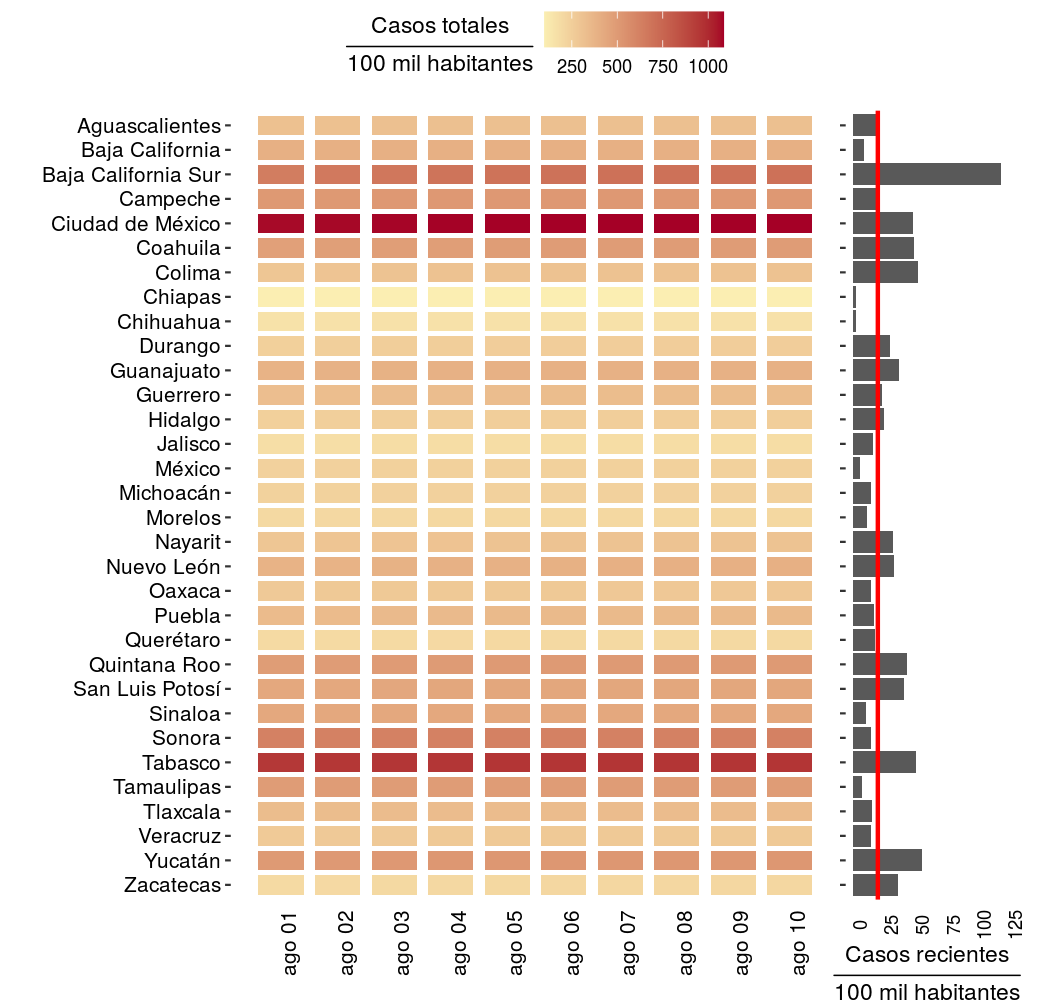 Casos totales
100 mil habitantes
250 500 750 1000
Aguascalientes
Baja California
Baja California Sur
Campeche
Ciudad de México
Coahuila
Colima
Chiapas
Chihuahua
Durango
Guanajuato
Guerrero
Hidalgo
Jalisco
México
Michoacán
Morelos
Nayarit
Nuevo León
Oaxaca
Puebla
Querétaro
Quintana Roo
San Luis Potosí
Sinaloa
Sonora
Tabasco
Tamaulipas
Tlaxcala
Veracruz
Yucatán
Zacatecas
ago 01
ago 02
ago 03
ago 04
ago 05
ago 06
ago 07
ago 08
ago 09
ago 10
0
25
50
75
100
125
Casos recientes
100 mil habitantes